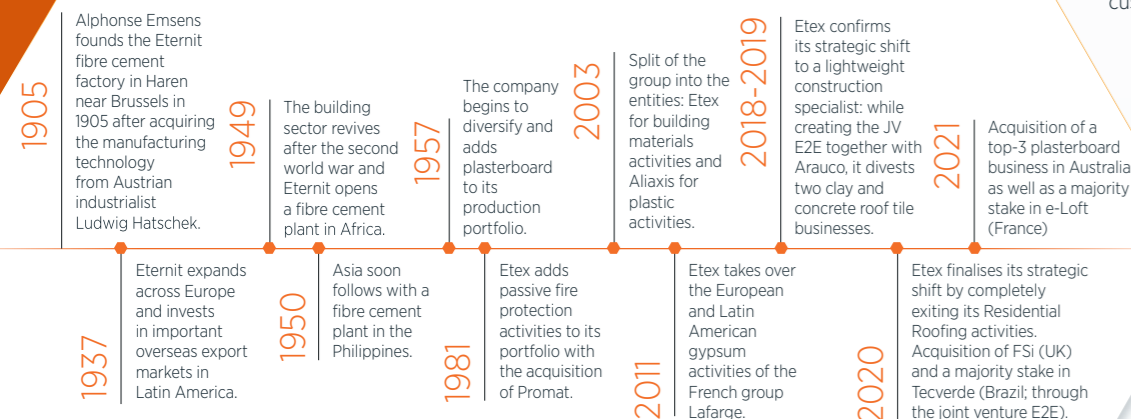 cus
1905
Alphonse Emsens
founds the Eternit
fibre cement
factory in Haren
near Brussels in
1905 after acquiring
the manufacturing
technology
from Austrian
industrialist
Ludwig Hatschek.
1937
Eternit expands
across Europe
and invests
in important
overseas export
markets in
Latin America.
1949
The building
sector revives
after the second
world war and
Eternit opens
a fibre cement
plant in Africa.
1950
Asia soon
follows with a
fibre cement
plant in the
Philippines.
1957
The company
begins to
diversify and
adds
plasterboard
to its
production
portfolio.
1981
Etex adds
passive fire
protection
activities to its
portfolio with
the acquisition
of Promat.
2003
Split of the
group into the
entities: Etex
for building
materials
activities and
Aliaxis for
plastic
activities.
2011
Etex takes over
the European
and Latin
American
gypsum
activities of the
French group
Lafarge.
2018-2019
Etex confirms
its strategic shift
to a lightweight
construction
specialist: while
creating the JV
E2E together with
Arauco, it divests
two clay and
concrete roof tile
businesses.
2020
Etex finalises its strategic
shift by completely
exiting its Residential
Roofing activities.
Acquisition of FSi (UK)
and a majority stake in
Tecverde (Brazil; through
the joint venture E2E).
2021
Acquisition of a
top-3 plasterboard
business in Australia
as well as a majority
stake in e-Loft
(France)